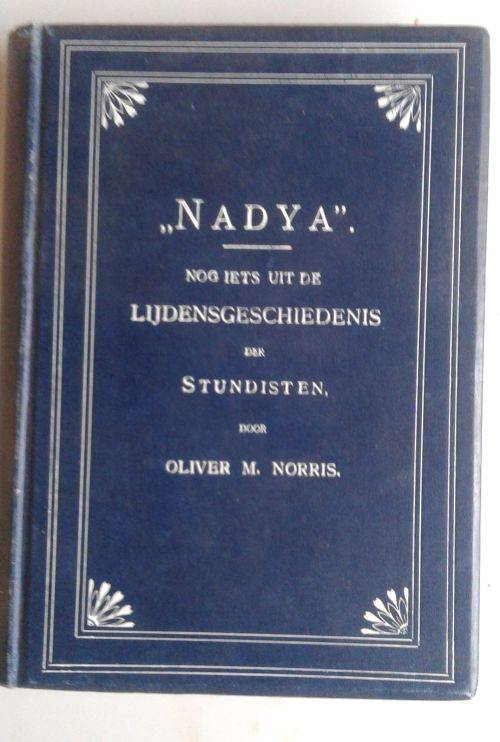 „NADYA”.
NOG IETS UIT DE
LIJDENSGESCHIEDENIS
DER
STUNDISTEN,
DOOR
OLIVER M. NORRIS.